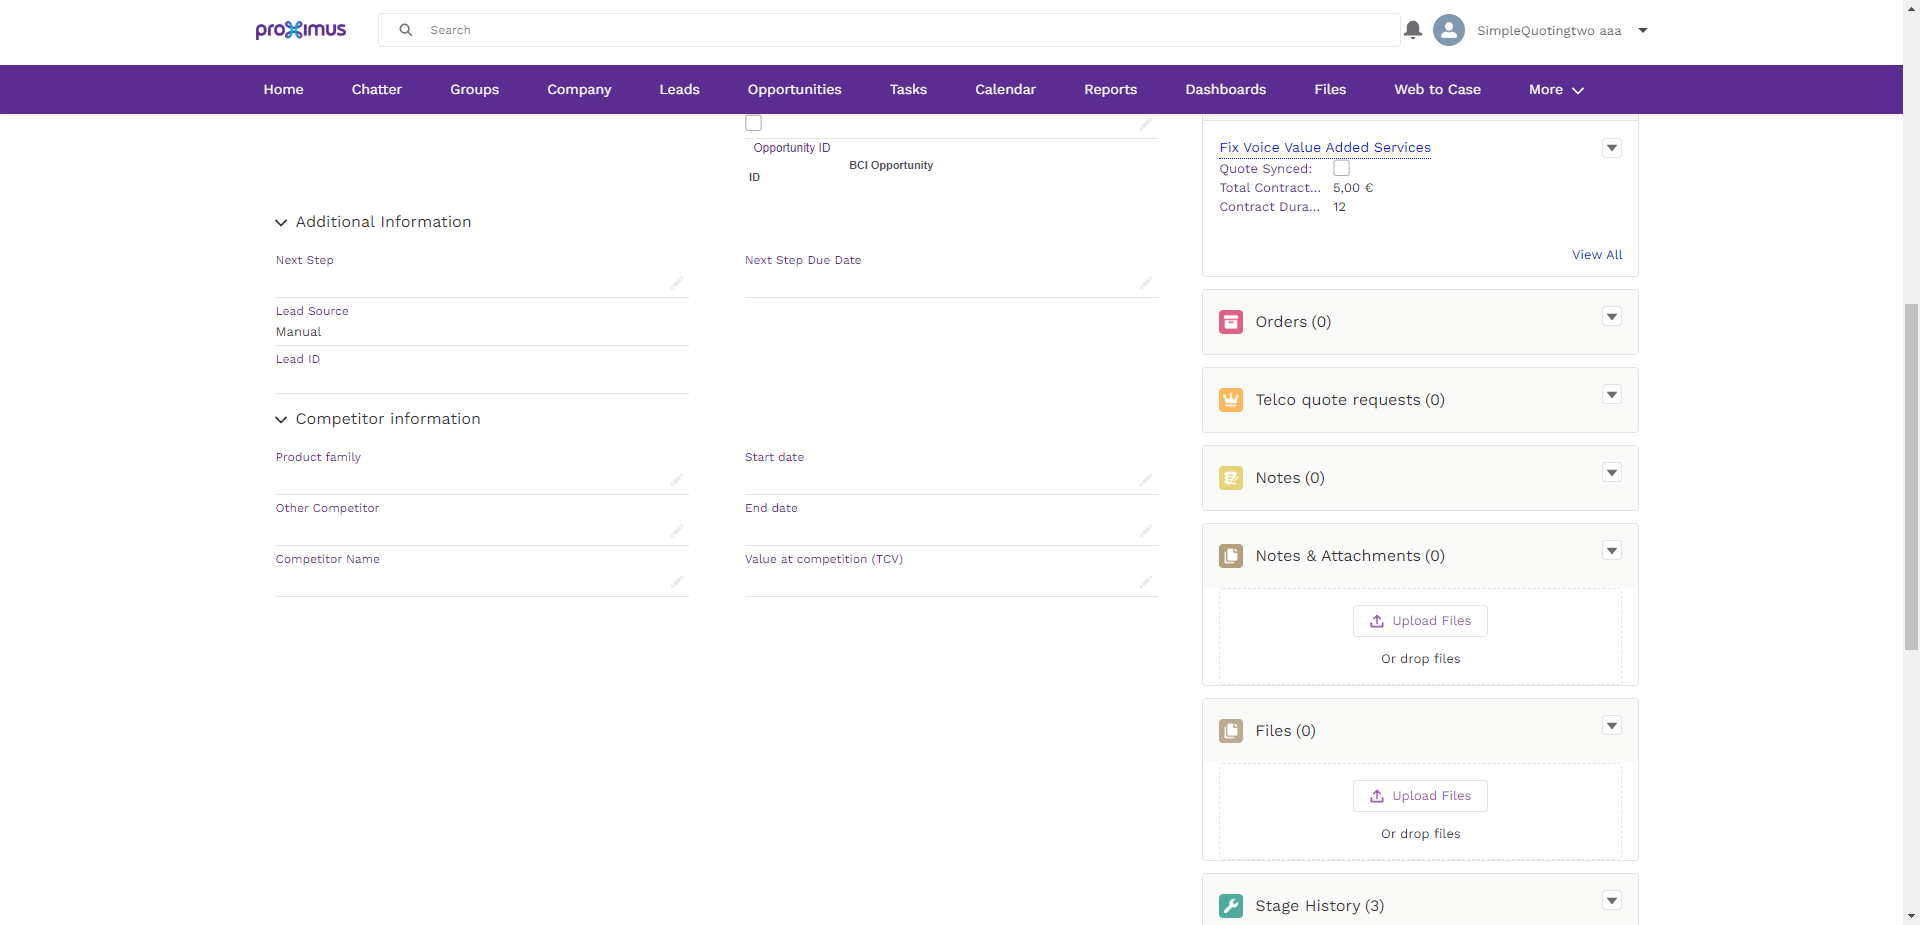 proximus
Search
SimpleQuotingtwo aaa
Home Chatter Groups Company Leads Opportunities Tasks Calendar Reports Dashboards Files Web to Case More
Opportunity ID
BCI Opportunity
ID
Additional Information
Next Step
Next Step Due Date
Lead Source
Manual
Lead ID
Competitor information
Product family
Start date
Other Competitor
End date
Competitor Name
Value at competition (TCV)
Fix Voice Value Added Services
Quote Synced:
Total Contract... 5,00 €
Contract Dura... 12
View All
Orders (0)
Telco quote requests (0)
Notes (0)
Notes & Attachments (0)
Upload Files
Or drop files
Files (0)
Upload Files
Or drop files
Stage History (3)